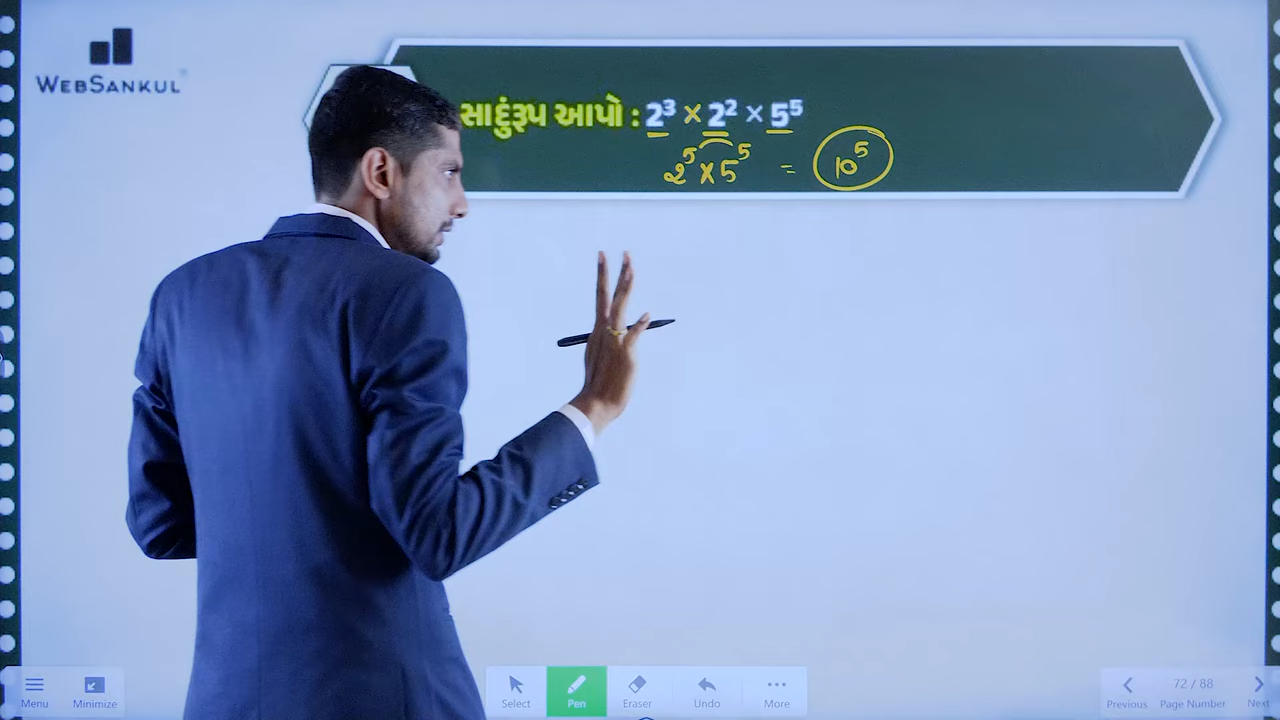 WEBSANKUL
સાદુંરૂપ આપો : 2³ × 2² × 5⁵
2⁵ × 5⁵ = 10⁵
Menu
Minimize
Select
Pen
Eraser
Undo
More
Previous
72 / 88
Page Number
Next